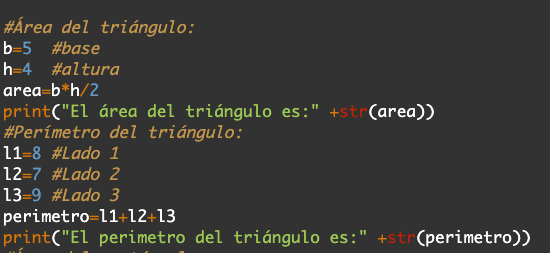 #Área del triángulo:
b=5  #base
h=4  #altura
area=b*h/2
print("El área del triángulo es:" +str(area))
#Perímetro del triángulo:
l1=8 #Lado 1
l2=7 #Lado 2
l3=9 #Lado 3
perimetro=l1+l2+l3
print("El perimetro del triángulo es:" +str(perimetro))